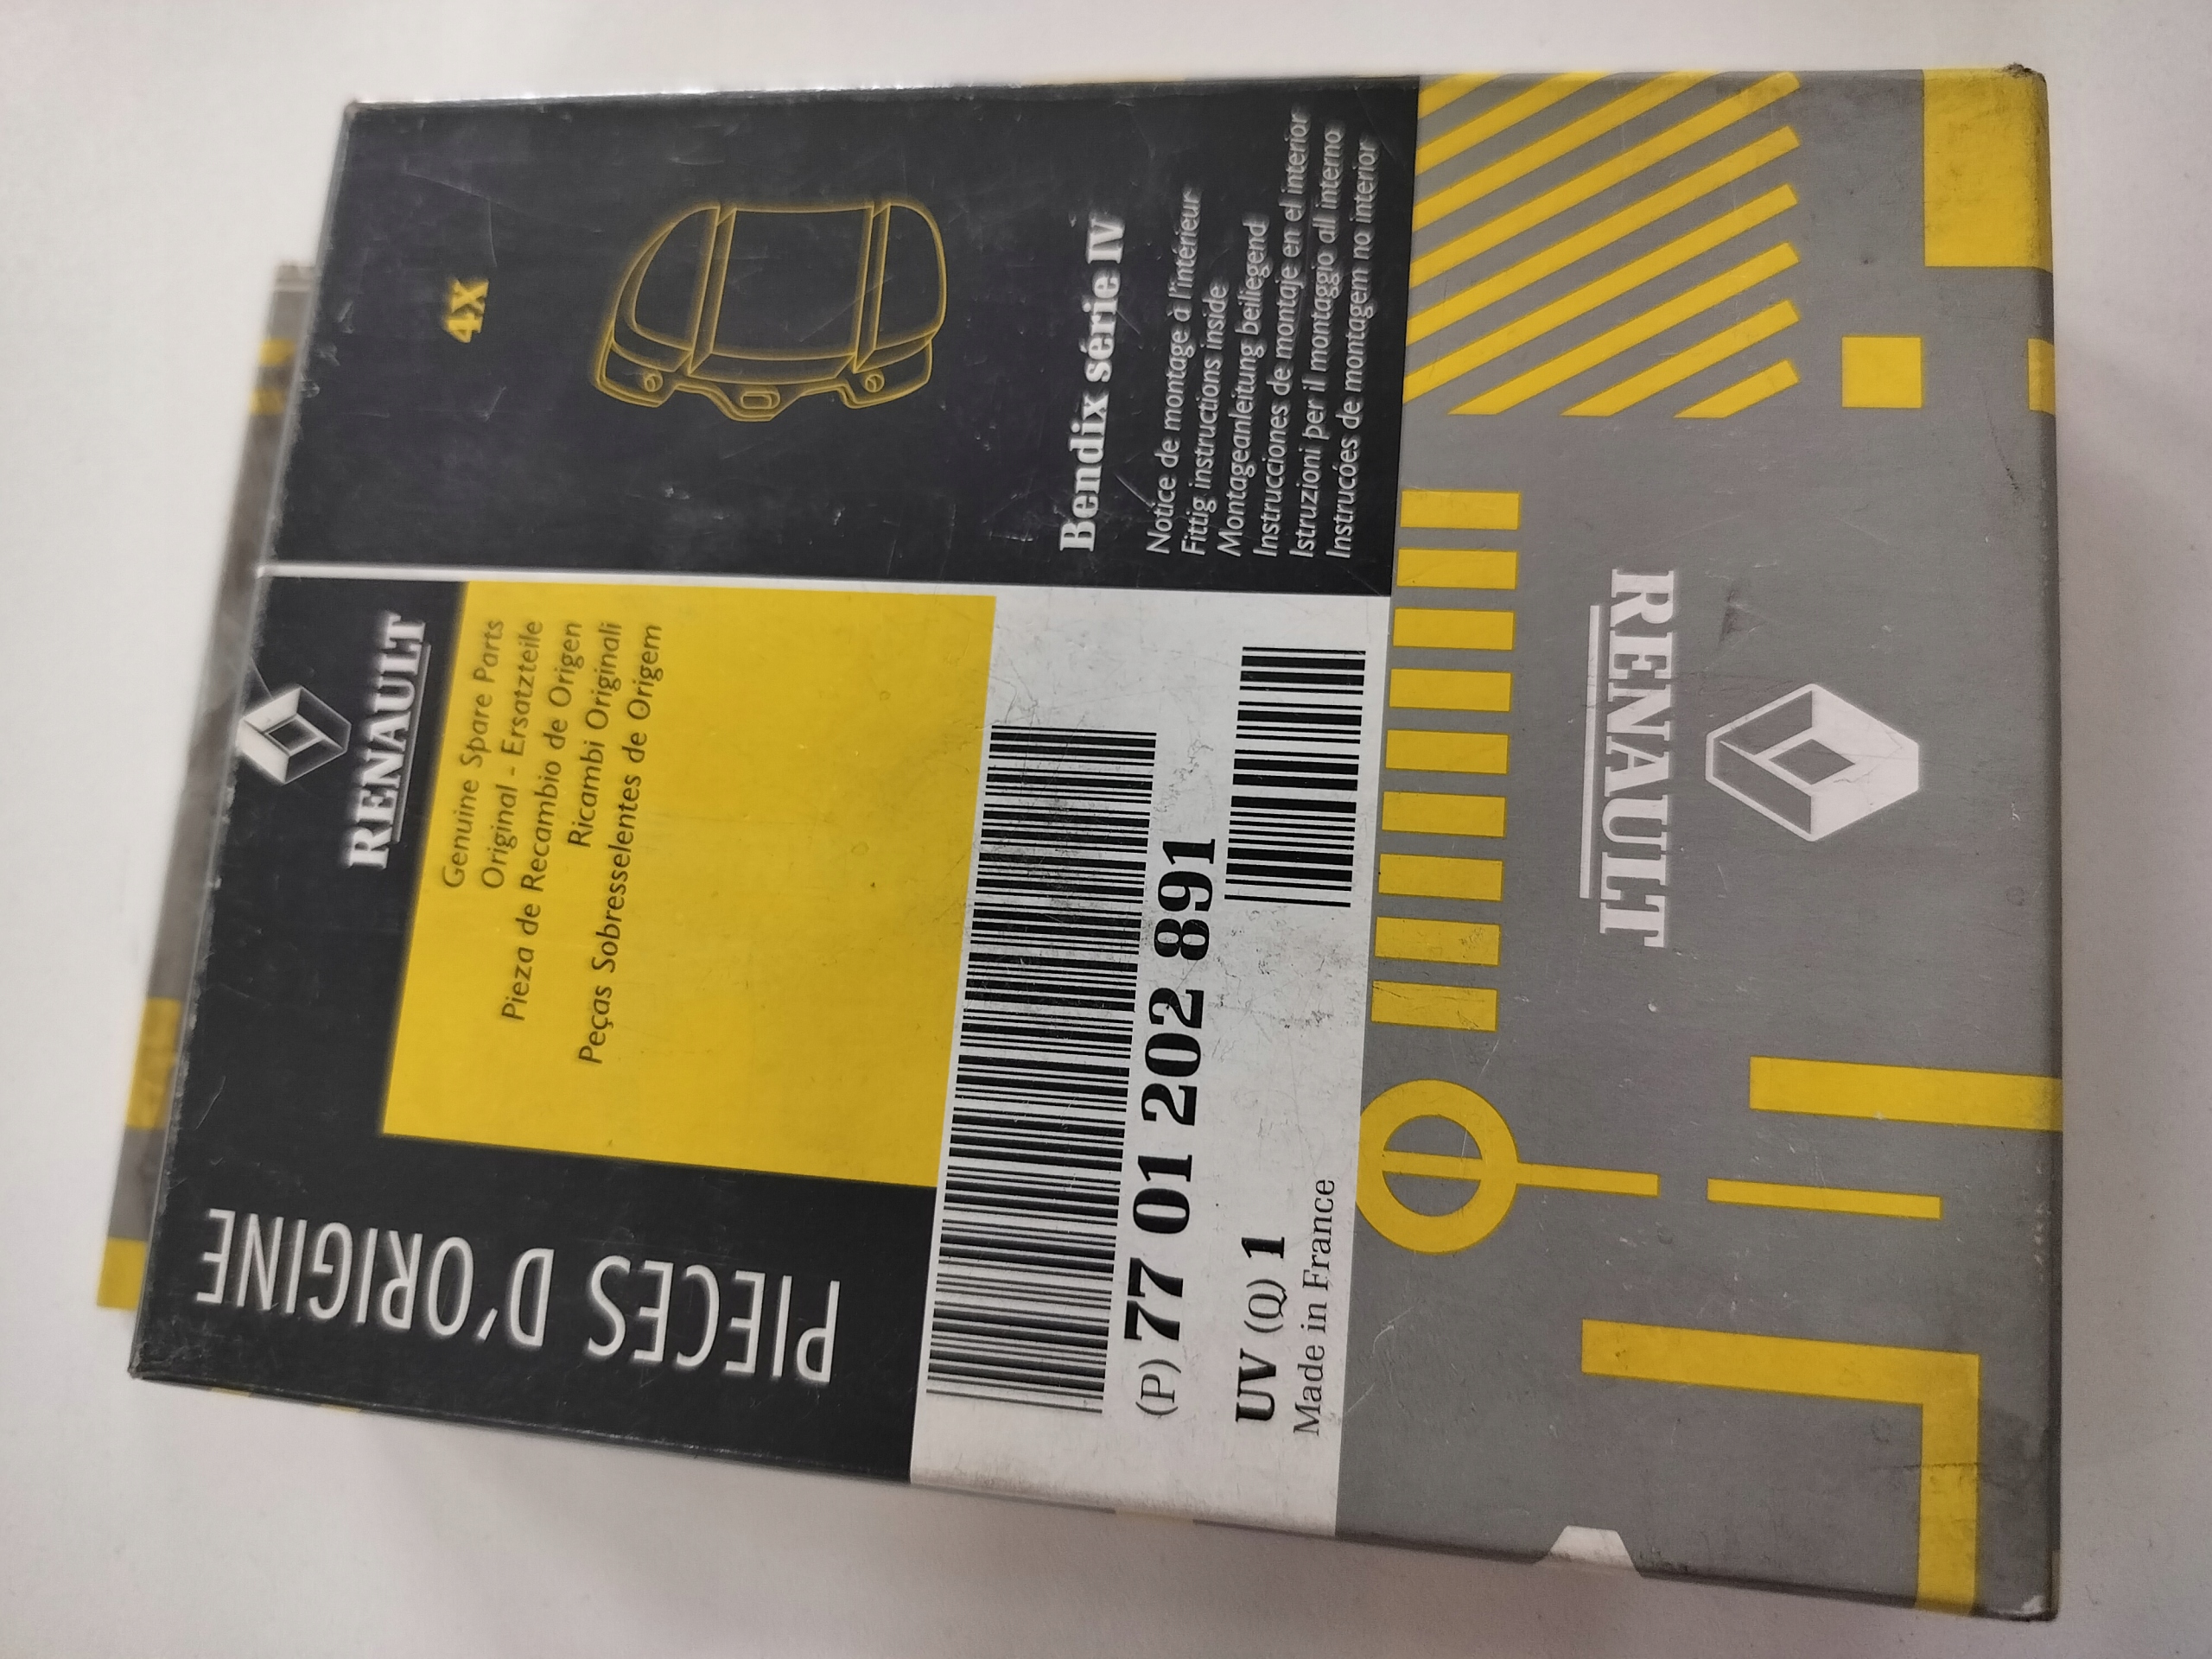 RENAULT
Genuine Spare Parts
Original - Ersatzteile
Pieza de Recambio de Origen
Ricambi Originali
Peças Sobresselentes de Origem
PIECES D'ORIGINE
4X
Bendix série IV
Notice de montage à l'intérieur
Fittig instructions inside
Montageanleitung beiliegend
Instrucciones de montaje en el interior
Istruzioni per il montaggio all interno
Instrucóes de montagem no interior
(P) 77 01 202 891
UV (Q) 1
Made in France
RENAULT